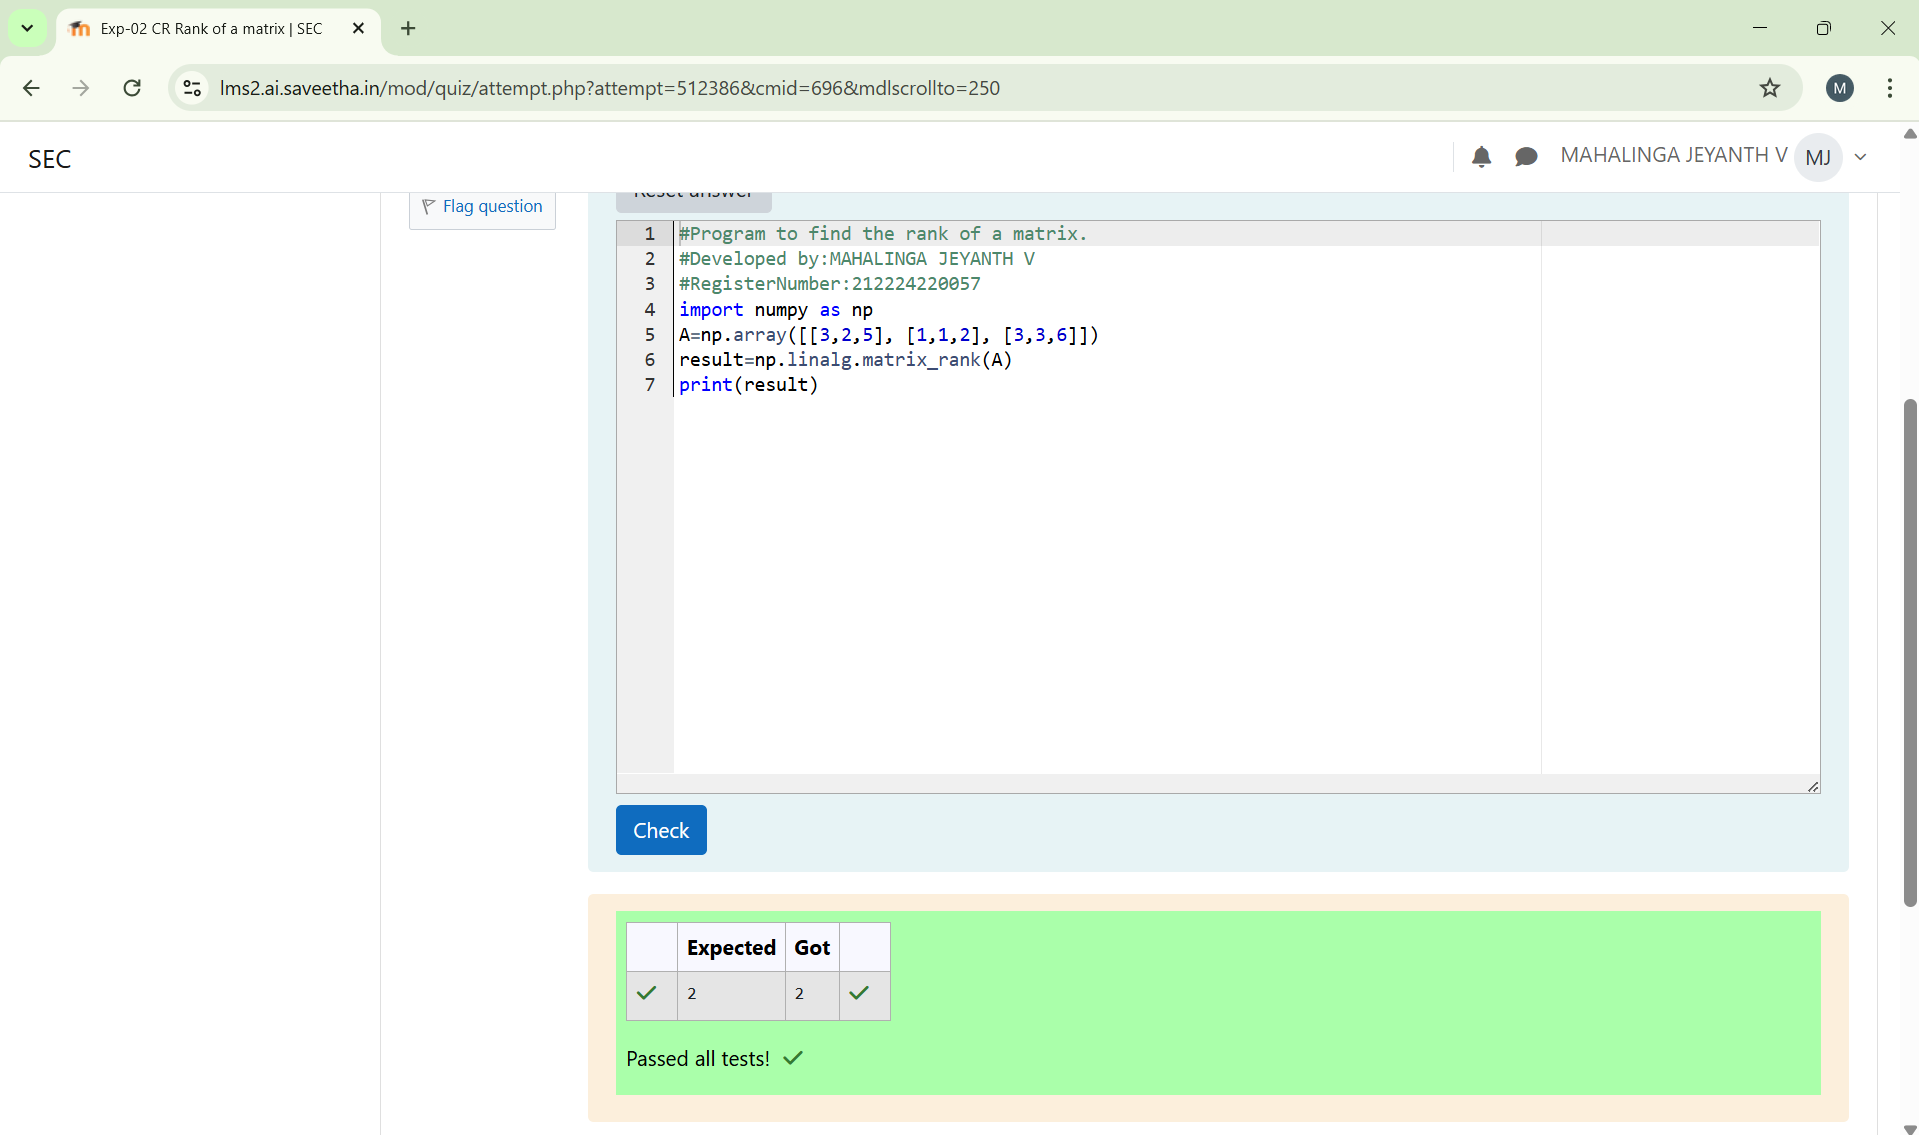 Exp-02 CR Rank of a matrix | SEC
lms2.ai.saveetha.in/mod/quiz/attempt.php?attempt=512386&cmid=696&mdlscrollto=250
M
SEC
MAHALINGA JEYANTH V
MJ
Flag question
Reset answer
1 #Program to find the rank of a matrix.
2 #Developed by:MAHALINGA JEYANTH V
3 #RegisterNumber:212224220057
4 import numpy as np
5 A=np.array([[3,2,5], [1,1,2], [3,3,6]])
6 result=np.linalg.matrix_rank(A)
7 print(result)
Check
Expected Got
2 2
Passed all tests!